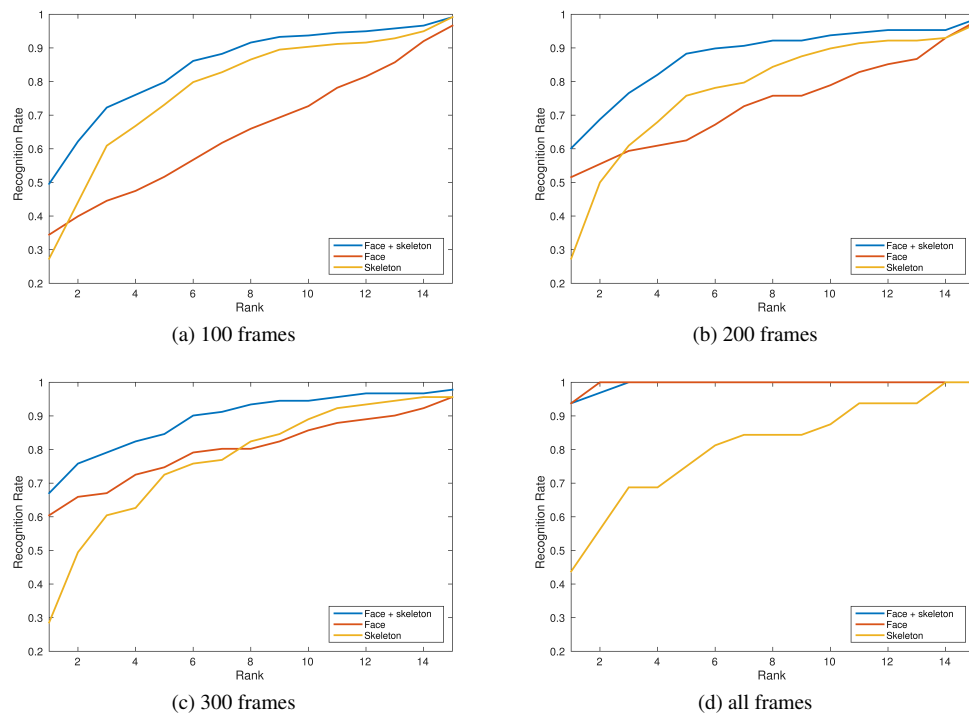 1
0.9
0.8
0.7
0.6
0.5
0.4
0.3
0.2
Recognition Rate
2 4 6 8 10 12 14
Rank
Face + skeleton
Face
Skeleton
(a) 100 frames
1
0.9
0.8
0.7
0.6
0.5
0.4
0.3
0.2
Recognition Rate
2 4 6 8 10 12 14
Rank
Face + skeleton
Face
Skeleton
(b) 200 frames
1
0.9
0.8
0.7
0.6
0.5
0.4
0.3
0.2
Recognition Rate
2 4 6 8 10 12 14
Rank
Face + skeleton
Face
Skeleton
(c) 300 frames
1
0.9
0.8
0.7
0.6
0.5
0.4
0.3
0.2
Recognition Rate
2 4 6 8 10 12 14
Rank
Face + skeleton
Face
Skeleton
(d) all frames